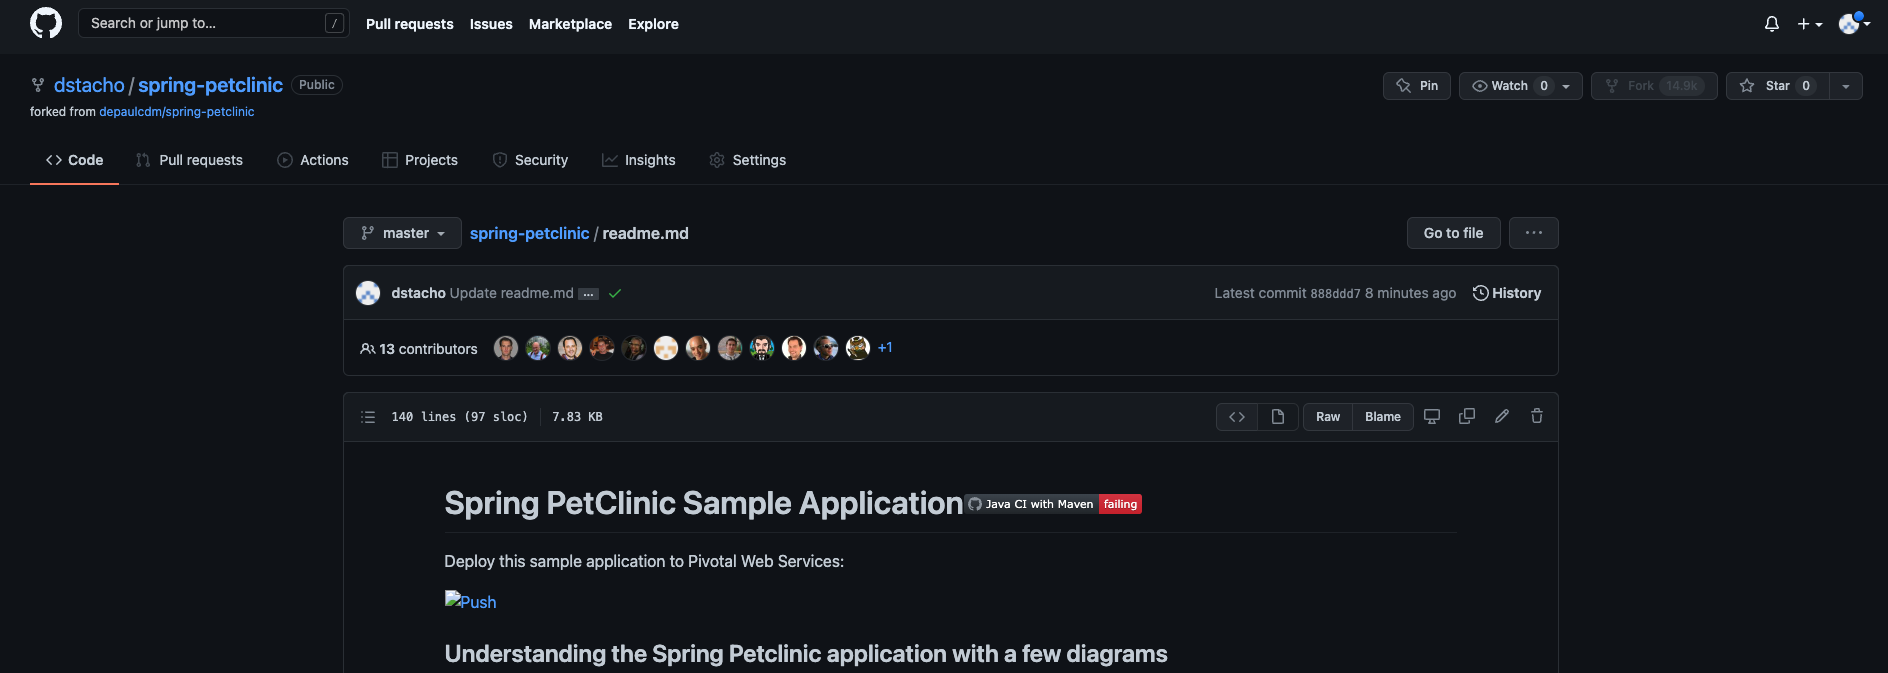 Search or jump to... /
Pull requests Issues Marketplace Explore
dstacho / spring-petclinic Public
forked from depaulcdm/spring-petclinic
Pin Watch 0 Fork 14.9k Star 0
Code Pull requests Actions Projects Security Insights Settings
master spring-petclinic / readme.md Go to file ...
dstacho Update readme.md ... Latest commit 888ddd7 8 minutes ago History
13 contributors +1
140 lines (97 sloc) 7.83 KB <> Raw Blame
Spring PetClinic Sample Application Java CI with Maven failing
Deploy this sample application to Pivotal Web Services:
Push
Understanding the Spring Petclinic application with a few diagrams